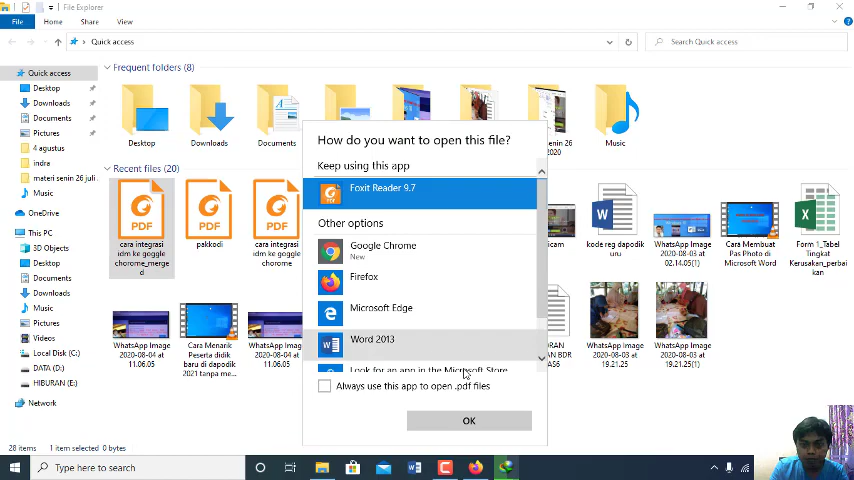 File
Home
Share
View
Quick access
Search Quick access
Quick access
Desktop
Downloads
Documents
Pictures
4 agustus
indra
materi senin 26 juli
Music
OneDrive
This PC
3D Objects
Desktop
Documents
Downloads
Music
Pictures
Videos
Local Disk (C:)
DATA (D:)
HIBURAN (E:)
Network
Frequent folders (8)
Desktop
Downloads
Documents
senin 26
2020
Music
Recent files (20)
PDF
cara integrasi
idm ke goggle
chorome_merge
d
PDF
pakkodi
PDF
cara integrasi
idm ke goggle
chorome
icam
kode reg dapodik
uru
WhatsApp Image
2020-08-03 at
02.14.05 (1)
Cara Membuat
Pas Photo di
Microsoft Word
Form 1_Tabel
Tingkat
Kerusakan_perbai
kan
WhatsApp Image
2020-08-04 at
11.06.05
Cara Menarik
Peserta didik
baru di dapodik
2021 tanpa me...
WhatsApp Image
2020-08-04 at
11.06.05
RAN
AN BDR
AS6
WhatsApp Image
2020-08-03 at
19.21.25
WhatsApp Image
2020-08-03 at
19.21.25(1)
How do you want to open this file?
Keep using this app
Foxit Reader 9.7
Other options
Google Chrome
New
Firefox
Microsoft Edge
Word 2013
Look for an app in the Microsoft Store
Always use this app to open .pdf files
OK
28 items
1 item selected 0 bytes
Type here to search